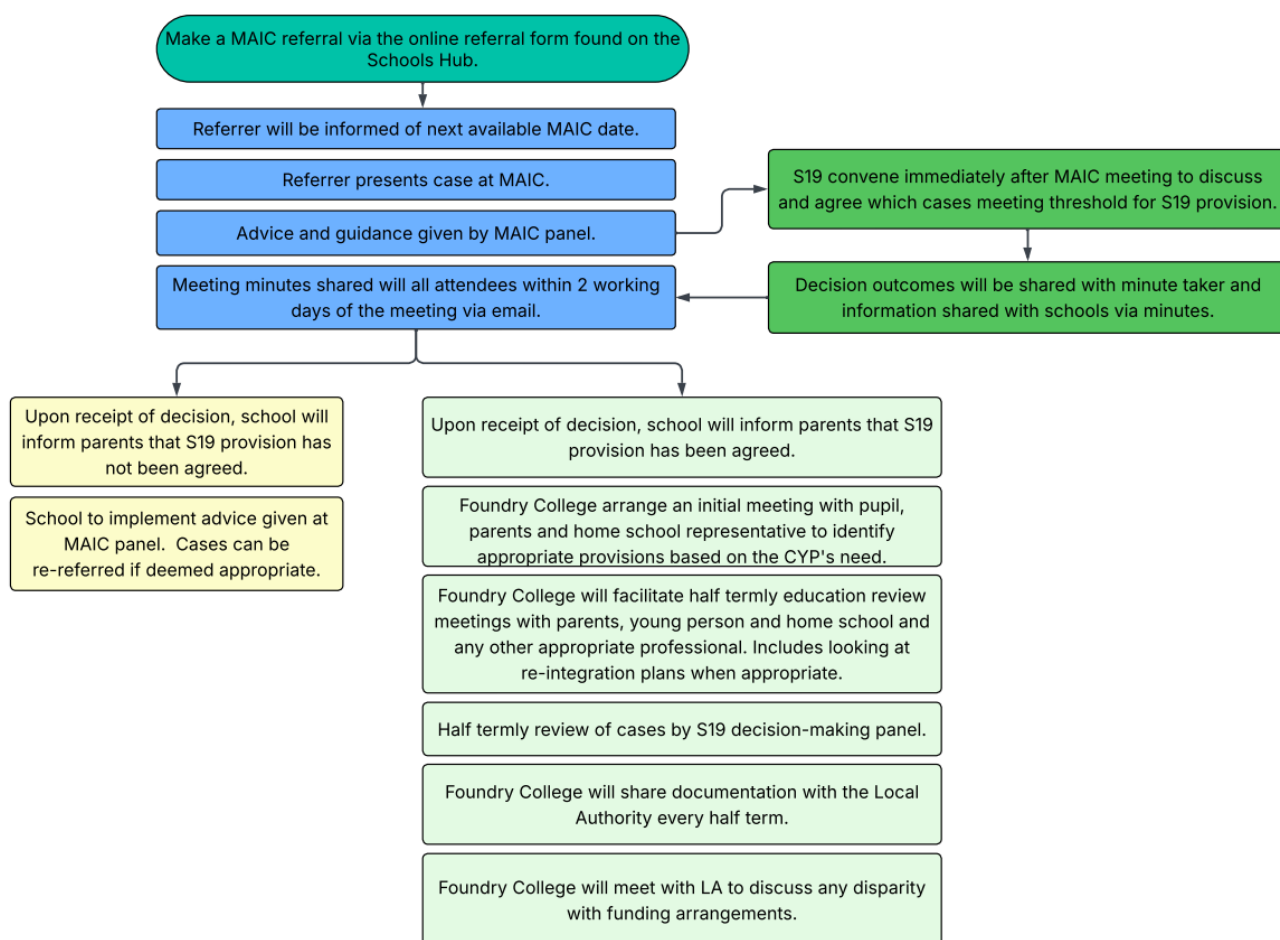 Make a MAIC referral via the online referral form found on the
Schools Hub.
Referrer will be informed of next available MAIC date.
Referrer presents case at MAIC.
Advice and guidance given by MAIC panel.
S19 convene immediately after MAIC meeting to discuss
and agree which cases meeting threshold for S19 provision.
Decision outcomes will be shared with minute taker and
information shared with schools via minutes.
Meeting minutes shared will all attendees within 2 working
days of the meeting via email.
Upon receipt of decision, school will
inform parents that S19 provision has
not been agreed.
School to implement advice given at
MAIC panel.  Cases can be
re-referred if deemed appropriate.
Upon receipt of decision, school will inform parents that S19
provision has been agreed.
Foundry College arrange an initial meeting with pupil,
parents and home school representative to identify
appropriate provisions based on the CYP's need.
Foundry College will facilitate half termly education review
meetings with parents, young person and home school and
any other appropriate professional. Includes looking at
re-integration plans when appropriate.
Half termly review of cases by S19 decision-making panel.
Foundry College will share documentation with the Local
Authority every half term.
Foundry College will meet with LA to discuss any disparity
with funding arrangements.